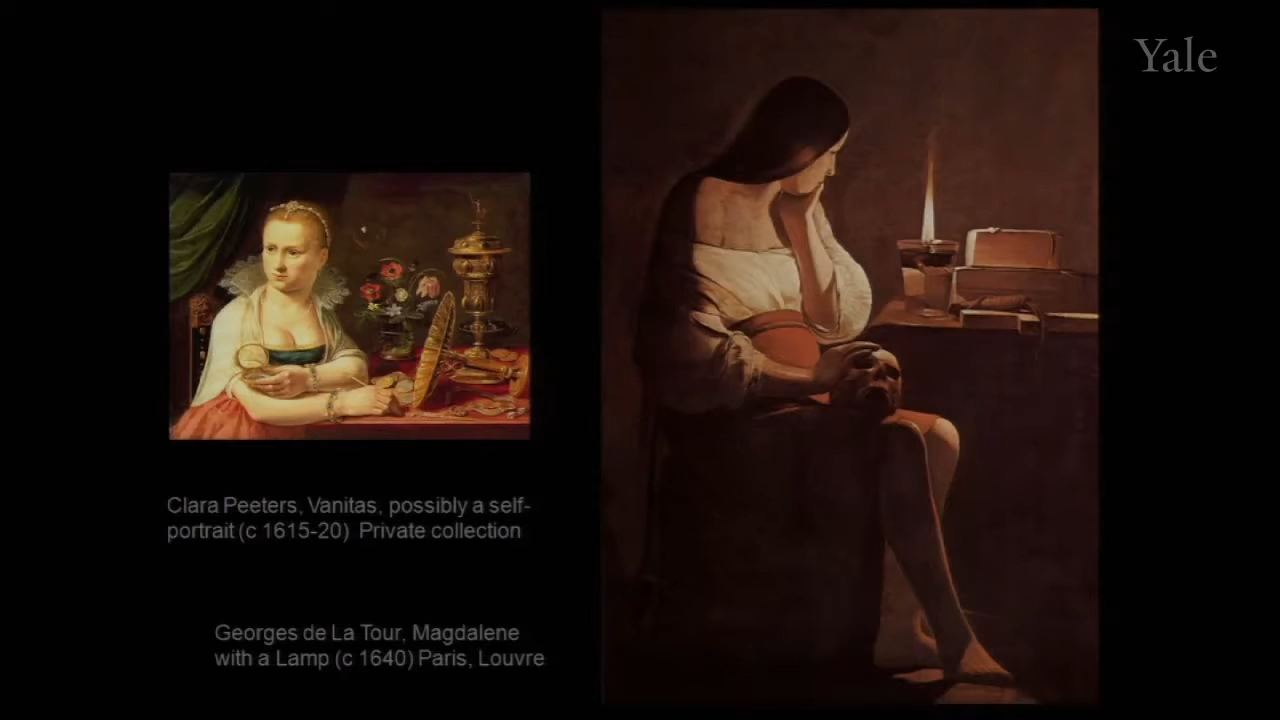 Yale
Clara Peeters, Vanitas, possibly a self-
portrait (c 1615-20) Private collection
Georges de La Tour, Magdalene
with a Lamp (c 1640) Paris, Louvre